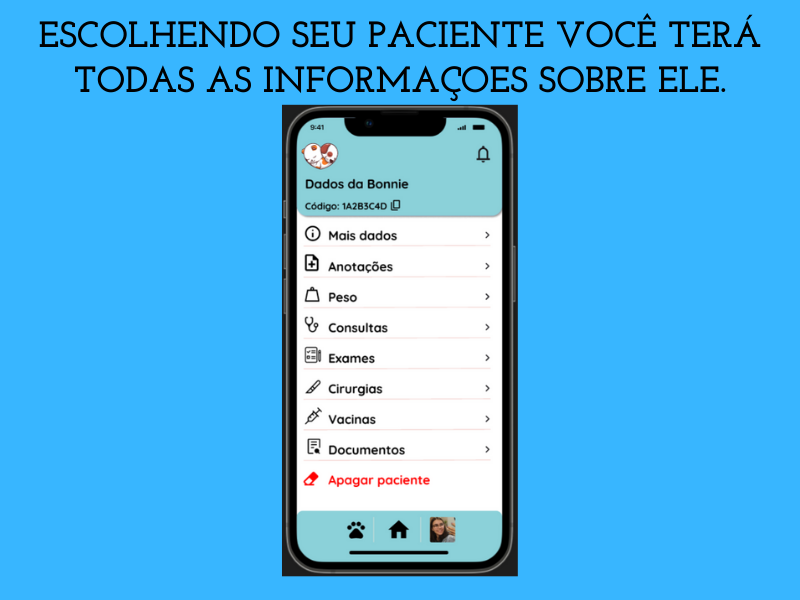 ESCOLHENDO SEU PACIENTE VOCÊ TERÁ
TODAS AS INFORMAÇOES SOBRE ELE.
9:41
Dados da Bonnie
Código: 1A2B3C4D
Mais dados
Anotações
Peso
Consultas
Exames
Cirurgias
Vacinas
Documentos
Apagar paciente